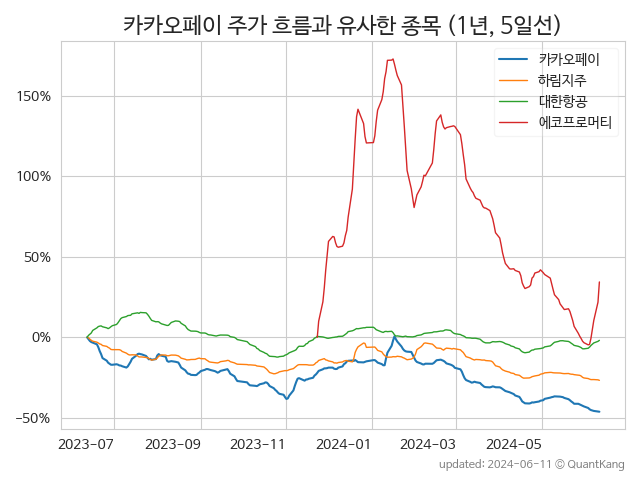 카카오페이 주가 흐름과 유사한 종목 (1년, 5일선)
카카오페이
하림지주
대한항공
에코프로머티
150%
100%
50%
0%
−50%
2023-07 2023-09 2023-11 2024-01 2024-03 2024-05
updated: 2024-06-11 © QuantKang